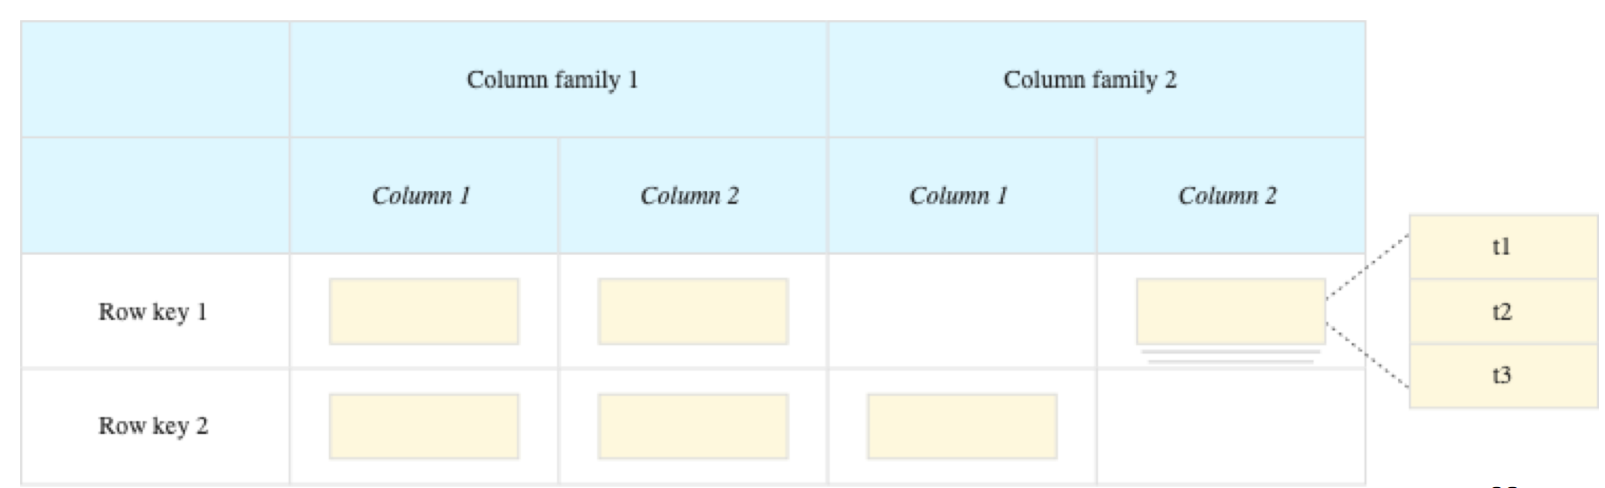 Column family 1 Column family 2
Column 1 Column 2 Column 1 Column 2
t1
Row key 1 t2
t3
Row key 2